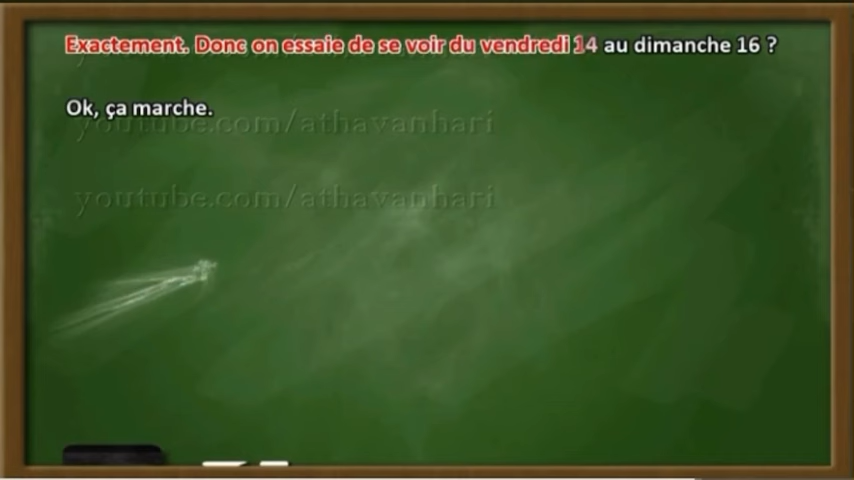 Exactement. Donc on essaie de se voir du vendredi 14 au dimanche 16 ?
Ok, ça marche.
youtube.com/athavanhari
youtube.com/athavanhari